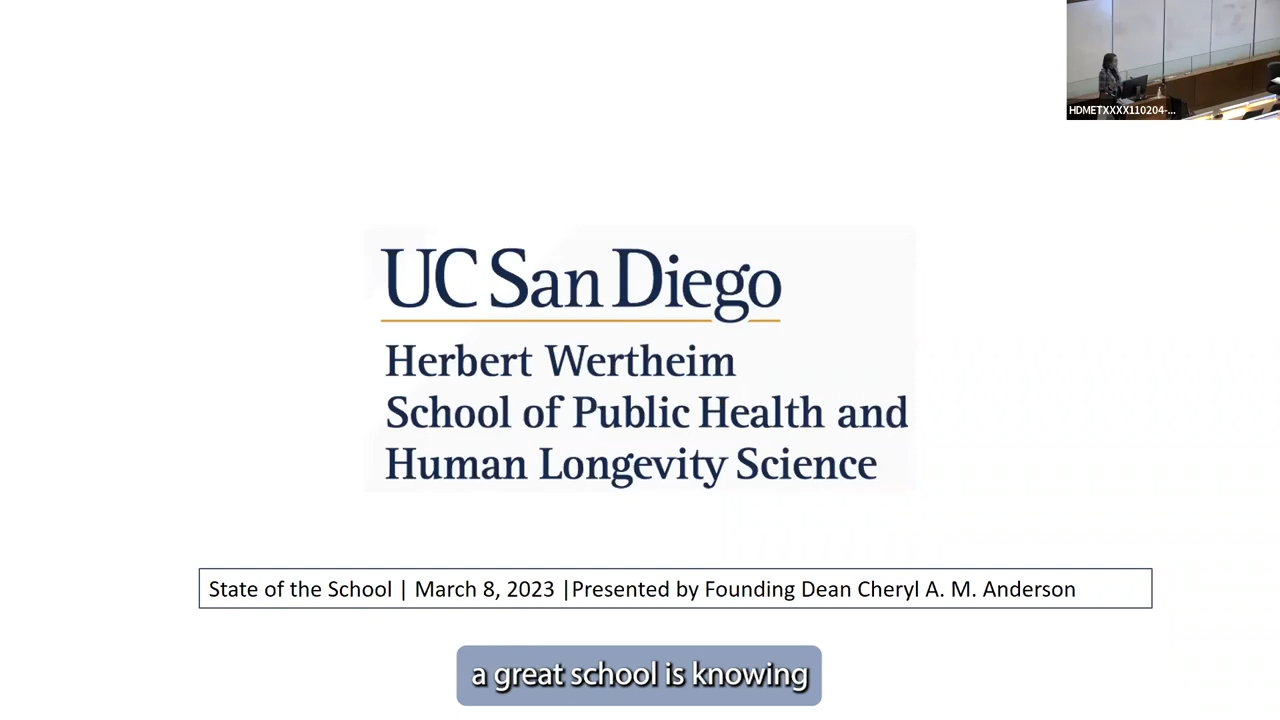 HDMETXXXX110204-...
UC San Diego
Herbert Wertheim
School of Public Health and
Human Longevity Science
State of the School | March 8, 2023 |Presented by Founding Dean Cheryl A. M. Anderson
a great school is knowing